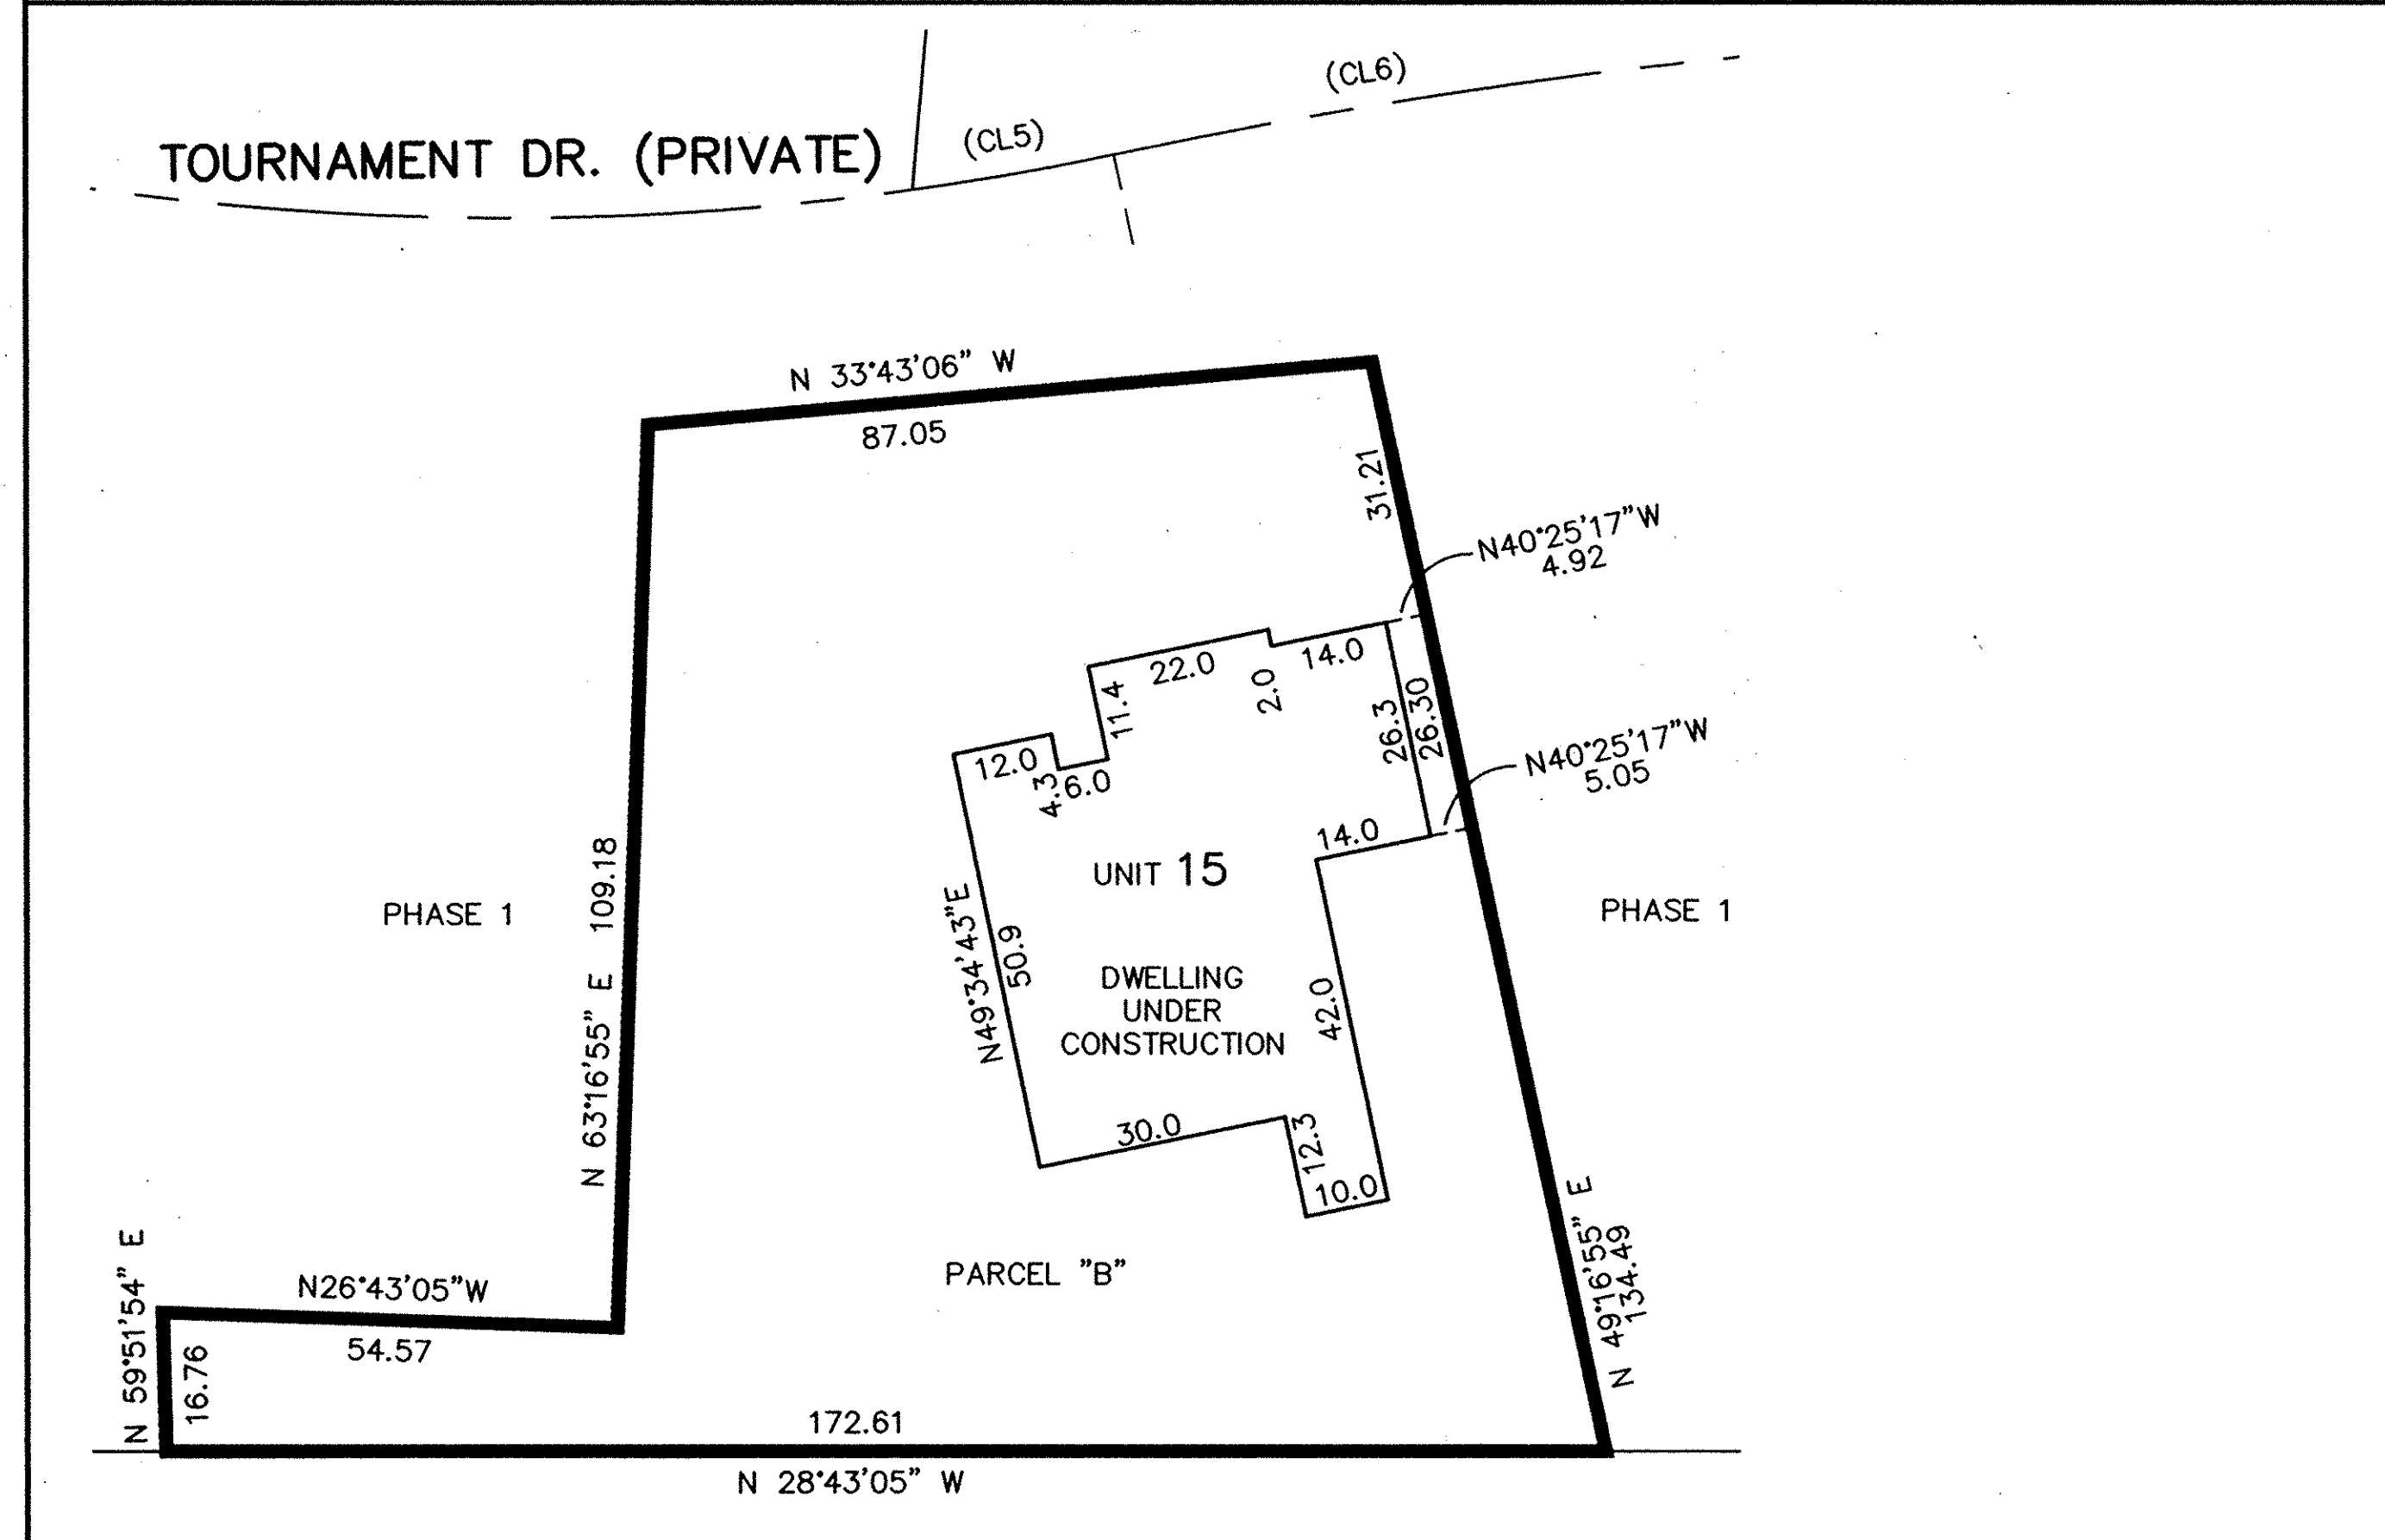 (CL6)
(CL5)
TOURNAMENT DR. (PRIVATE)
N 33°43'06" W
87.05
31.21
N40°25'17"W
4.92
22.0
14.0
2.0
11.4
12.0
4.3
6.0
26.3
26.30
N40°25'17"W
5.05
14.0
UNIT 15
N 63°16'55" E 109.18
PHASE 1
PHASE 1
N49°34'43"E
50.9
DWELLING
UNDER
CONSTRUCTION
42.0
30.0
12.3
10.0
PARCEL "B"
N 49°16'55" E
134.49
N 59°51'54" E
16.76
N26°43'05"W
54.57
172.61
N 28°43'05" W